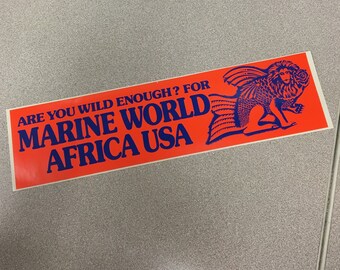 ARE YOU WILD ENOUGH? FOR
MARINE WORLD
AFRICA USA